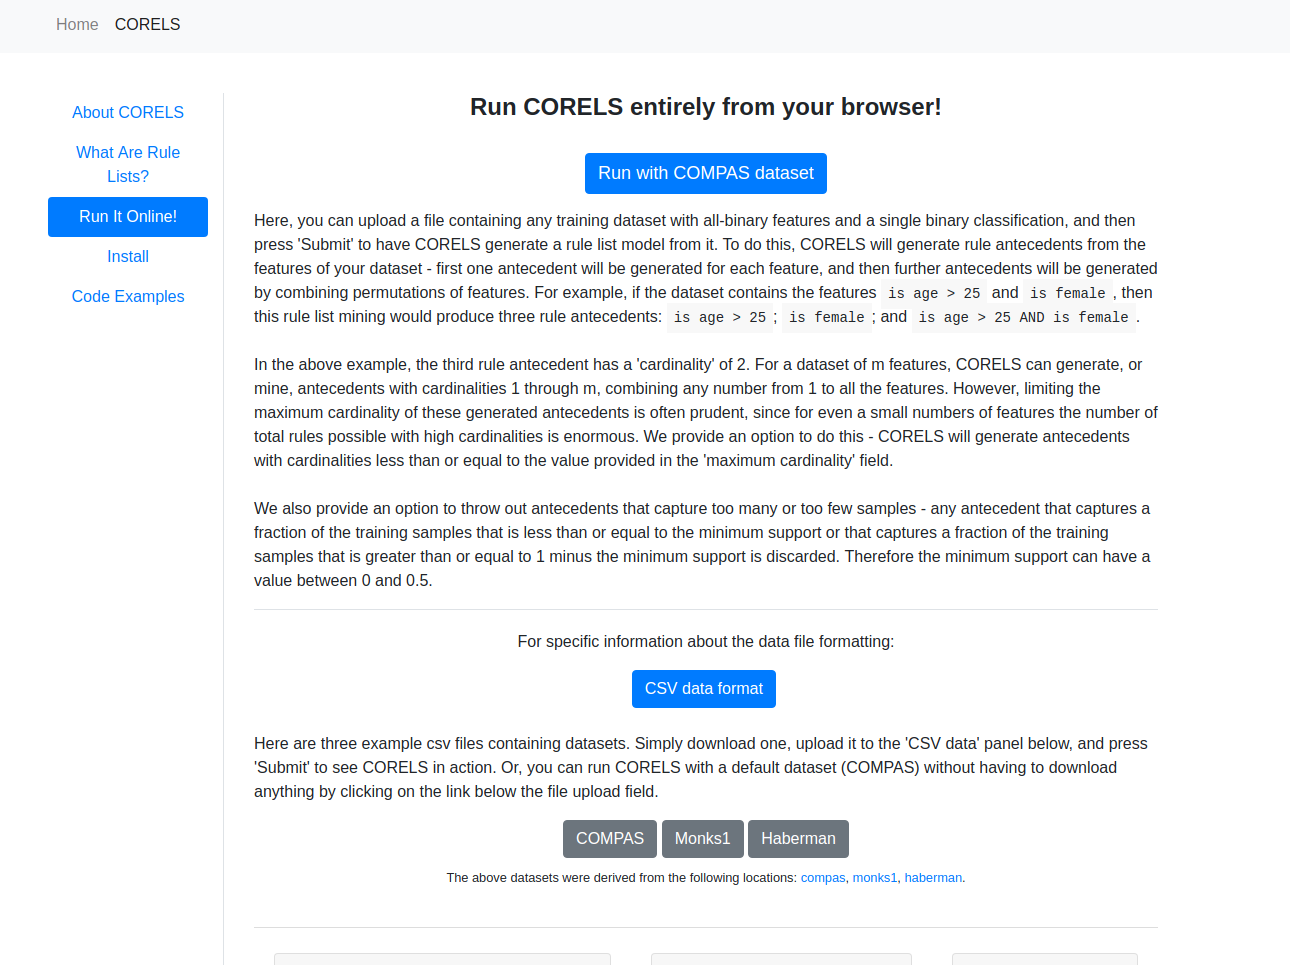 Home CORELS
About CORELS
What Are Rule
Lists?
Run It Online!
Install
Code Examples
Run CORELS entirely from your browser!
Run with COMPAS dataset
Here, you can upload a file containing any training dataset with all-binary features and a single binary classification, and then
press 'Submit' to have CORELS generate a rule list model from it. To do this, CORELS will generate rule antecedents from the
features of your dataset - first one antecedent will be generated for each feature, and then further antecedents will be generated
by combining permutations of features. For example, if the dataset contains the features is age > 25 and is female, then
this rule list mining would produce three rule antecedents: is age > 25; is female; and is age > 25 AND is female.
In the above example, the third rule antecedent has a 'cardinality' of 2. For a dataset of m features, CORELS can generate, or
mine, antecedents with cardinalities 1 through m, combining any number from 1 to all the features. However, limiting the
maximum cardinality of these generated antecedents is often prudent, since for even a small numbers of features the number of
total rules possible with high cardinalities is enormous. We provide an option to do this - CORELS will generate antecedents
with cardinalities less than or equal to the value provided in the 'maximum cardinality' field.
We also provide an option to throw out antecedents that capture too many or too few samples - any antecedent that captures a
fraction of the training samples that is less than or equal to the minimum support or that captures a fraction of the training
samples that is greater than or equal to 1 minus the minimum support is discarded. Therefore the minimum support can have a
value between 0 and 0.5.
For specific information about the data file formatting:
CSV data format
Here are three example csv files containing datasets. Simply download one, upload it to the 'CSV data' panel below, and press
'Submit' to see CORELS in action. Or, you can run CORELS with a default dataset (COMPAS) without having to download
anything by clicking on the link below the file upload field.
COMPAS Monks1 Haberman
The above datasets were derived from the following locations: compas, monks1, haberman.